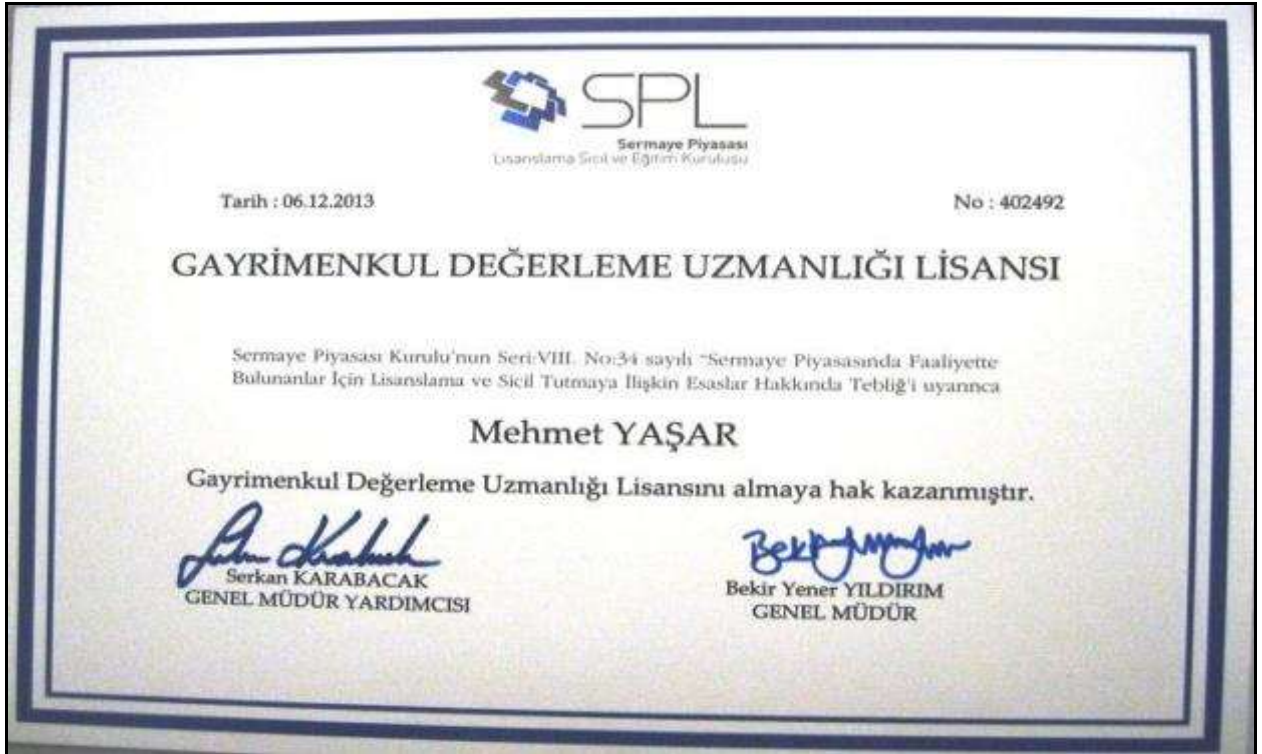 SPL
Sermaye Piyasası
Lisanslama Sicil ve Eğitim Kuruluşu
Tarih : 06.12.2013
No : 402492
GAYRİMENKUL DEĞERLEME UZMANLIĞI LİSANSI
Sermaye Piyasası Kurulu'nun Seri:VIII. No:34 sayılı "Sermaye Piyasasında Faaliyette
Bulunanlar İçin Lisanslama ve Sicil Tutmaya İlişkin Esaslar Hakkında Tebliğ'i uyarınca
Mehmet YAŞAR
Gayrimenkul Değerleme Uzmanlığı Lisansını almaya hak kazanmıştır.
Serkan KARABACAK
GENEL MÜDÜR YARDIMCISI
Bekir Yener YILDIRIM
GENEL MÜDÜR